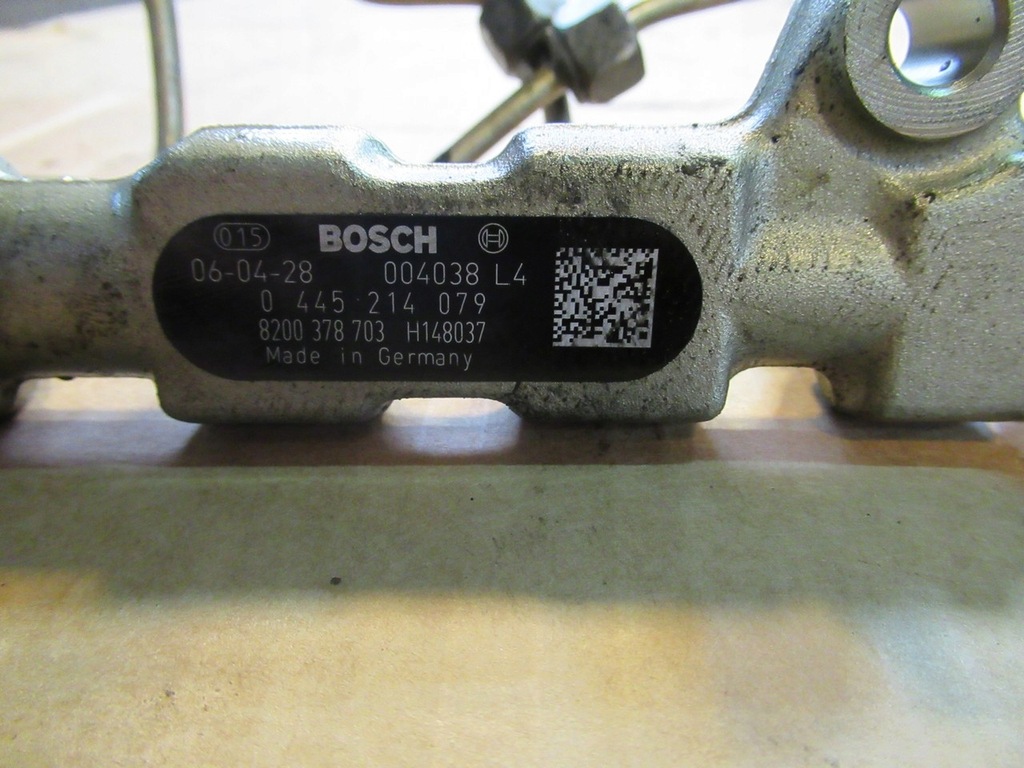 015 BOSCH
06-04-28 004038 L4
0 445 214 079
8200 378 703 H148037
Made in Germany